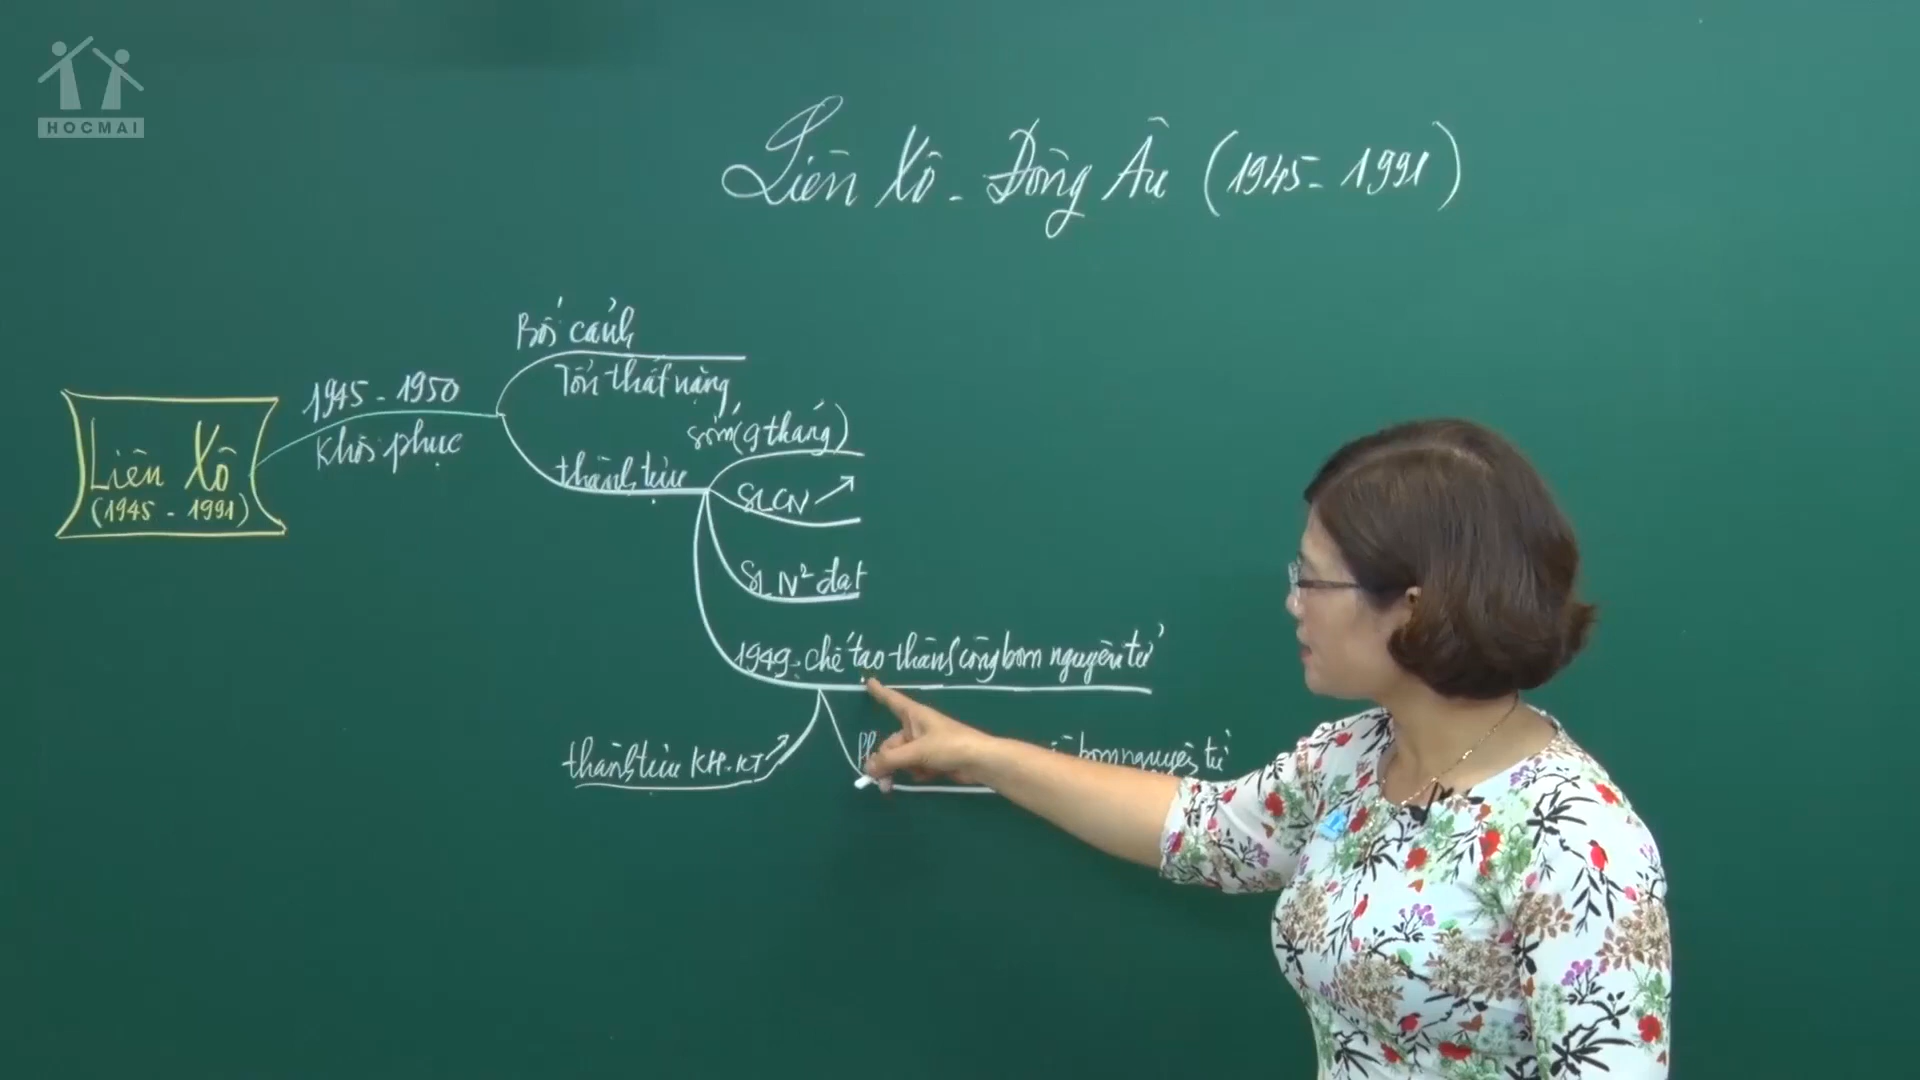 HOCMAI
Liên Xô - Đông Âu (1945 - 1991)
Bối cảnh
Tổn thất nặng
1945 - 1950
Khôi phục
Liên Xô
(1945 - 1991)
thành tựu
sớm (9 tháng)
SLCN ↗
SLN² đạt
1949 - chế tạo thành công bom nguyên tử
thành tựu KH-KT ↗
bom nguyên tử